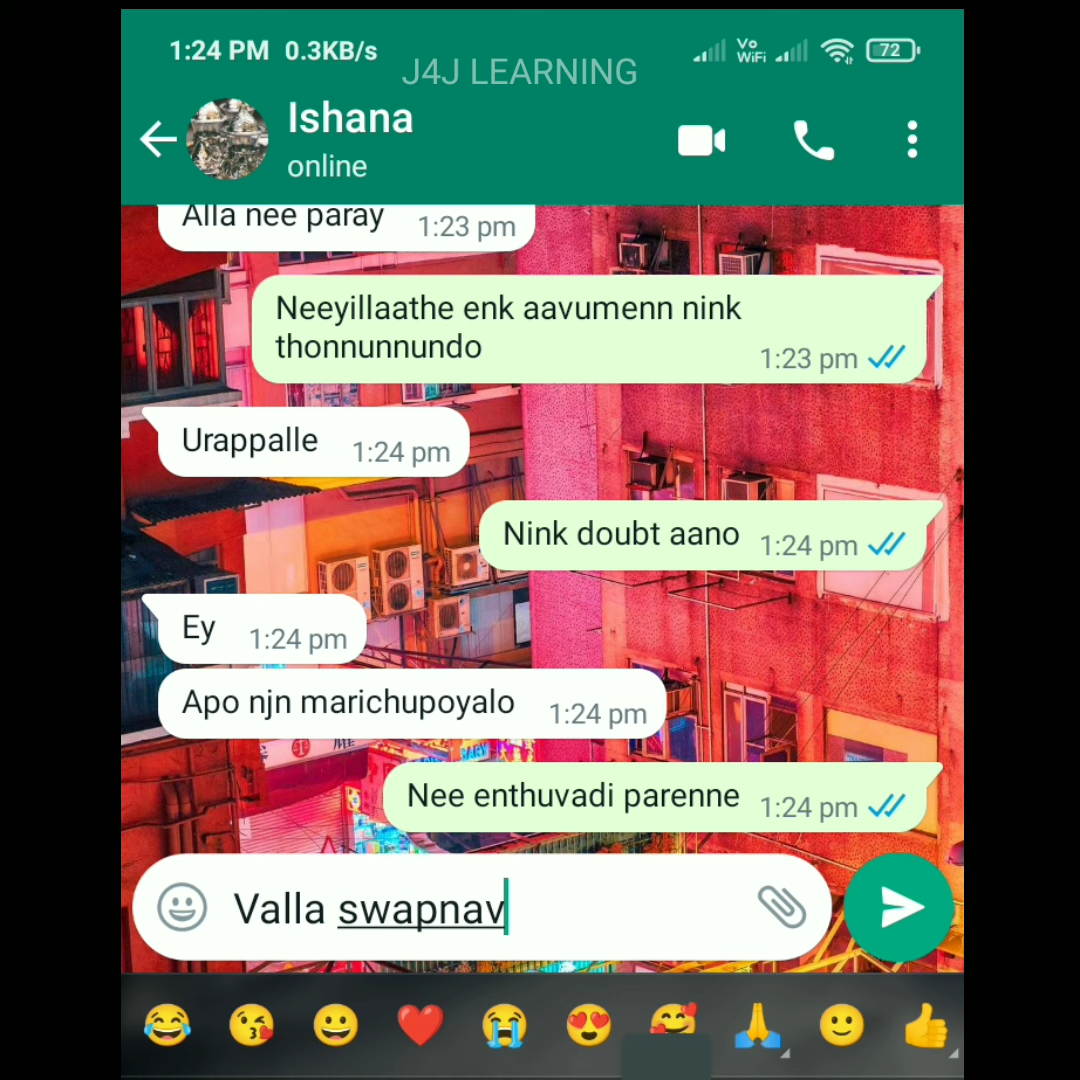 1:24 PM 0.3KB/s
Vo
WiFi
72
J4J LEARNING
Ishana
online
Alla nee paray 1:23 pm
Neeyillaathe enk aavumenn nink
thonnunnundo 1:23 pm
Urappalle 1:24 pm
Nink doubt aano 1:24 pm
Ey 1:24 pm
Apo njn marichupoyalo 1:24 pm
Nee enthuvadi parenne 1:24 pm
Valla swapnav